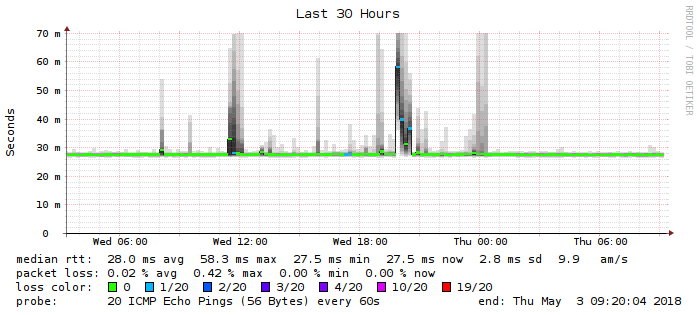 Last 30 Hours
RRDTOOL / TOBI OETIKER
Seconds
70 m
60 m
50 m
40 m
30 m
20 m
10 m
0
Wed 06:00 Wed 12:00 Wed 18:00 Thu 00:00 Thu 06:00
median rtt: 28.0 ms avg 58.3 ms max 27.5 ms min 27.5 ms now 2.8 ms sd 9.9 am/s
packet loss: 0.02 % avg 0.42 % max 0.00 % min 0.00 % now
loss color: 0 1/20 2/20 3/20 4/20 10/20 19/20
probe: 20 ICMP Echo Pings (56 Bytes) every 60s end: Thu May 3 09:20:04 2018